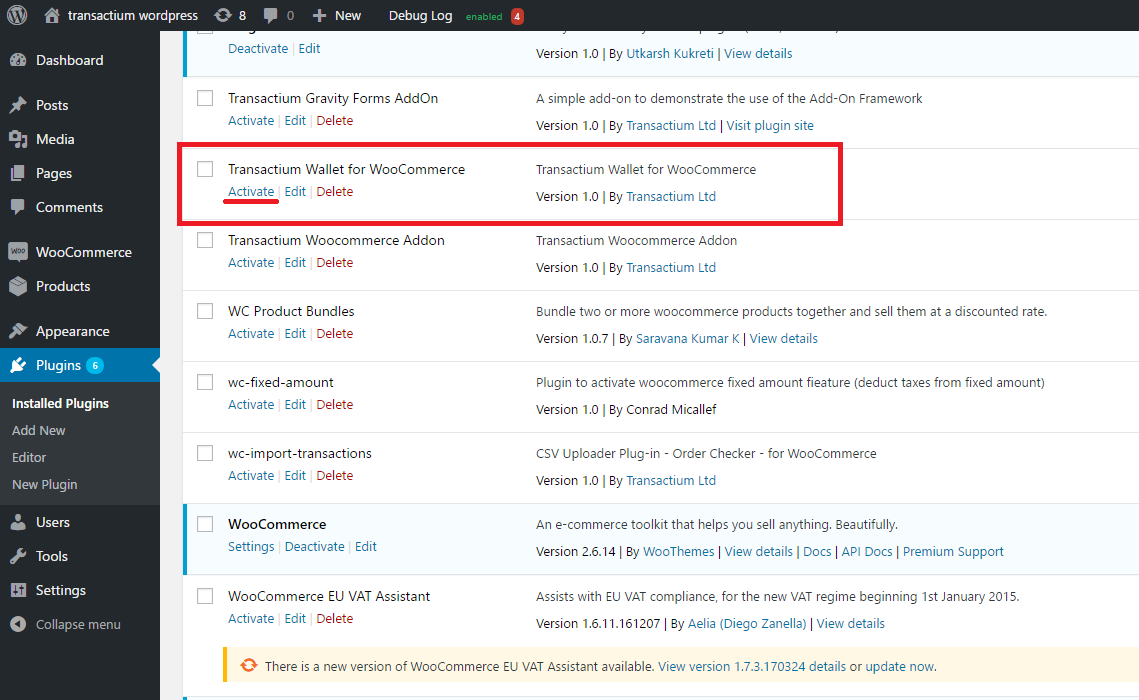 transactium wordpress 8 0 New Debug Log enabled 4
Dashboard
Posts
Media
Pages
Comments
WooCommerce
Products
Appearance
Plugins 6
Installed Plugins
Add New
Editor
New Plugin
Users
Tools
Settings
Collapse menu
Deactivate | Edit
Version 1.0 | By Utkarsh Kukreti | View details
Transactium Gravity Forms AddOn
Activate | Edit | Delete
A simple add-on to demonstrate the use of the Add-On Framework
Version 1.0 | By Transactium Ltd | Visit plugin site
Transactium Wallet for WooCommerce
Activate | Edit | Delete
Transactium Wallet for WooCommerce
Version 1.0 | By Transactium Ltd
Transactium Woocommerce Addon
Activate | Edit | Delete
Transactium Woocommerce Addon
Version 1.0 | By Transactium Ltd
WC Product Bundles
Activate | Edit | Delete
Bundle two or more woocommerce products together and sell them at a discounted rate.
Version 1.0.7 | By Saravana Kumar K | View details
wc-fixed-amount
Activate | Edit | Delete
Plugin to activate woocommerce fixed amount fieature (deduct taxes from fixed amount)
Version 1.0 | By Conrad Micallef
wc-import-transactions
Activate | Edit | Delete
CSV Uploader Plug-in - Order Checker - for WooCommerce
Version 1.0 | By Transactium Ltd
WooCommerce
Settings | Deactivate | Edit
An e-commerce toolkit that helps you sell anything. Beautifully.
Version 2.6.14 | By WooThemes | View details | Docs | API Docs | Premium Support
WooCommerce EU VAT Assistant
Activate | Edit | Delete
Assists with EU VAT compliance, for the new VAT regime beginning 1st January 2015.
Version 1.6.11.161207 | By Aelia (Diego Zanella) | View details
There is a new version of WooCommerce EU VAT Assistant available. View version 1.7.3.170324 details or update now.